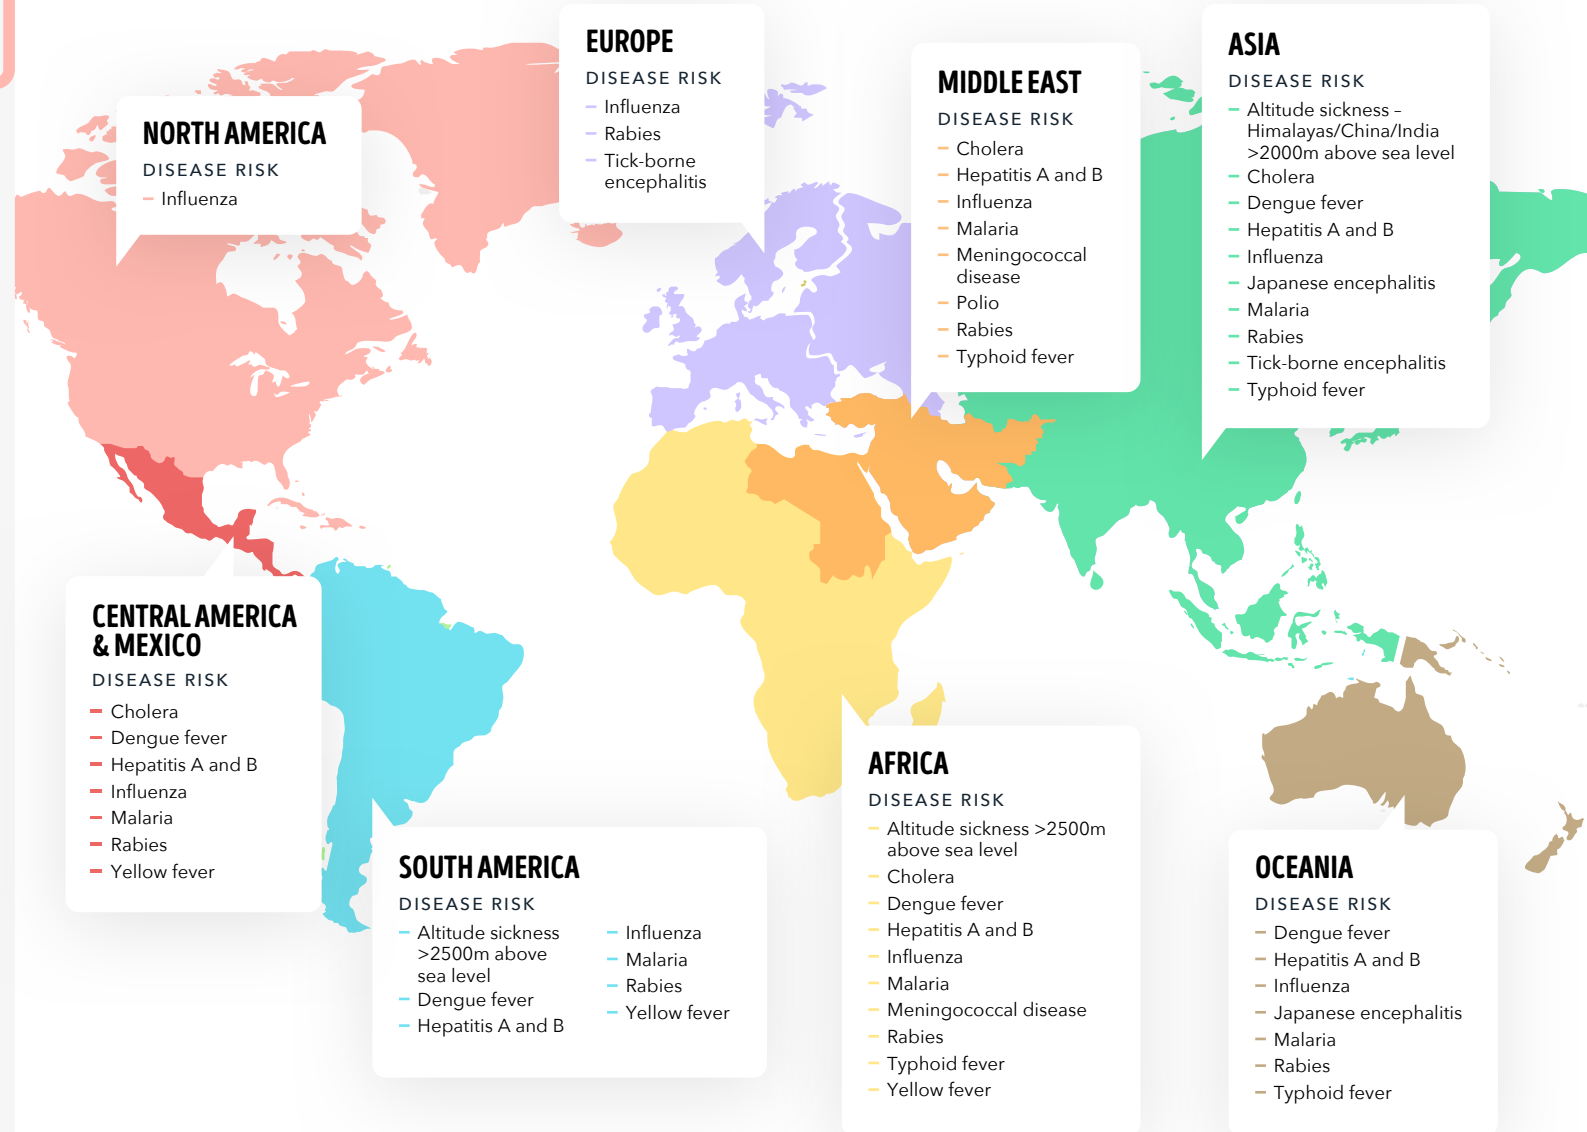 NORTH AMERICA
DISEASE RISK
– Influenza
EUROPE
DISEASE RISK
– Influenza
– Rabies
– Tick-borne
encephalitis
MIDDLE EAST
DISEASE RISK
– Cholera
– Hepatitis A and B
– Influenza
– Malaria
– Meningococcal
disease
– Polio
– Rabies
– Typhoid fever
ASIA
DISEASE RISK
– Altitude sickness –
Himalayas/China/India
>2000m above sea level
– Cholera
– Dengue fever
– Hepatitis A and B
– Influenza
– Japanese encephalitis
– Malaria
– Rabies
– Tick-borne encephalitis
– Typhoid fever
CENTRAL AMERICA
& MEXICO
DISEASE RISK
– Cholera
– Dengue fever
– Hepatitis A and B
– Influenza
– Malaria
– Rabies
– Yellow fever
SOUTH AMERICA
DISEASE RISK
– Altitude sickness
>2500m above
sea level
– Dengue fever
– Hepatitis A and B
– Influenza
– Malaria
– Rabies
– Yellow fever
AFRICA
DISEASE RISK
– Altitude sickness >2500m
above sea level
– Cholera
– Dengue fever
– Hepatitis A and B
– Influenza
– Malaria
– Meningococcal disease
– Rabies
– Typhoid fever
– Yellow fever
OCEANIA
DISEASE RISK
– Dengue fever
– Hepatitis A and B
– Influenza
– Japanese encephalitis
– Malaria
– Rabies
– Typhoid fever